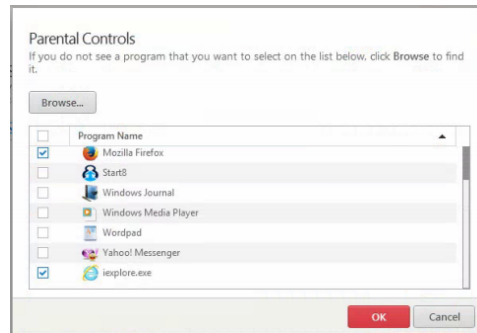 Parental Controls
If you do not see a program that you want to select on the list below, click Browse to find
it.
Browse...
Program Name
Mozilla Firefox
Start8
Windows Journal
Windows Media Player
Wordpad
Yahoo! Messenger
iexplore.exe
OK Cancel